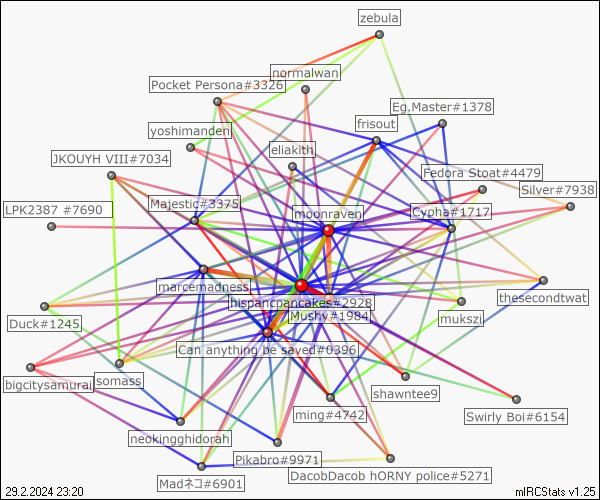 zebula
normalwan
Pocket Persona#3326
Eg.Master#1378
frisout
yoshimanden
eliakith
JKOUYH VIII#7034
Fedora Stoat#4479
Silver#7938
Majestic#3375
LPK2387 #7690
moonraven
Cypha#1717
marcemadness
hispancpancakes#2928
thesecondtwat
Mushy#1984
mukszi
Duck#1245
Can anything be saved#0396
bigcitysamurai
somass
shawntee9
ming#4742
Swirly Boi#6154
neokingghidorah
Pikabro#9971
DacobDacob hORNY police#5271
Madネコ#6901
29.2.2024 23:20
mIRCStats v1.25